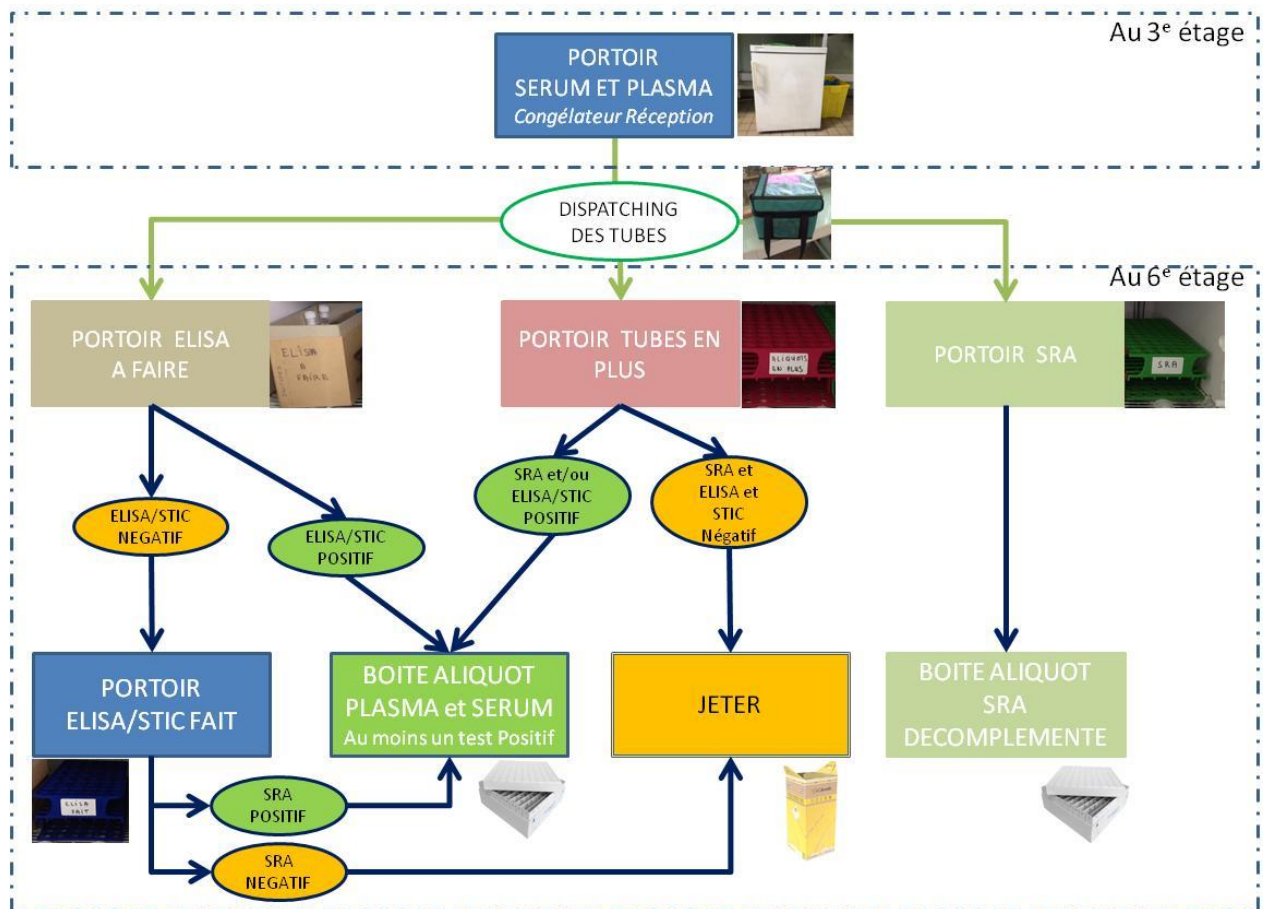 Au 3e étage
PORTOIR
SERUM ET PLASMA
Congélateur Réception
DISPATCHING
DES TUBES
Au 6e étage
PORTOIR ELISA
A FAIRE
ELISA
A
FAIRE
PORTOIR TUBES EN
PLUS
ALIQUOTS
EN PLUS
PORTOIR SRA
SRA
ELISA/STIC
NEGATIF
ELISA/STIC
POSITIF
SRA et/ou
ELISA/STIC
POSITIF
SRA et
ELISA et
STIC
Négatif
PORTOIR
ELISA/STIC FAIT
BOITE ALIQUOT
PLASMA et SERUM
Au moins un test Positif
JETER
BOITE ALIQUOT
SRA
DECOMPLEMENTE
ELISA
FAIT
SRA
POSITIF
SRA
NEGATIF